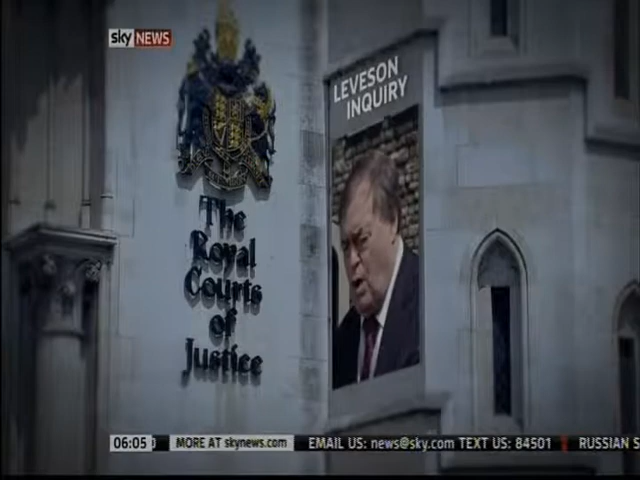 sky NEWS
LEVESON
INQUIRY
The
Royal
Courts
of
Justice
06:05
MORE AT skynews.com
EMAIL US: news@sky.com TEXT US: 84501
RUSSIAN S